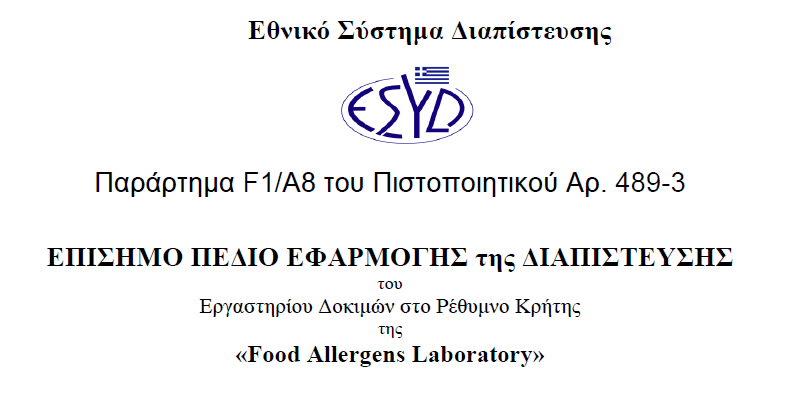 Εθνικό Σύστημα Διαπίστευσης
ESYD
Παράρτημα F1/A8 του Πιστοποιητικού Αρ. 489-3
ΕΠΙΣΗΜΟ ΠΕΔΙΟ ΕΦΑΡΜΟΓΗΣ της ΔΙΑΠΙΣΤΕΥΣΗΣ
του
Εργαστηρίου Δοκιμών στο Ρέθυμνο Κρήτης
της
«Food Allergens Laboratory»